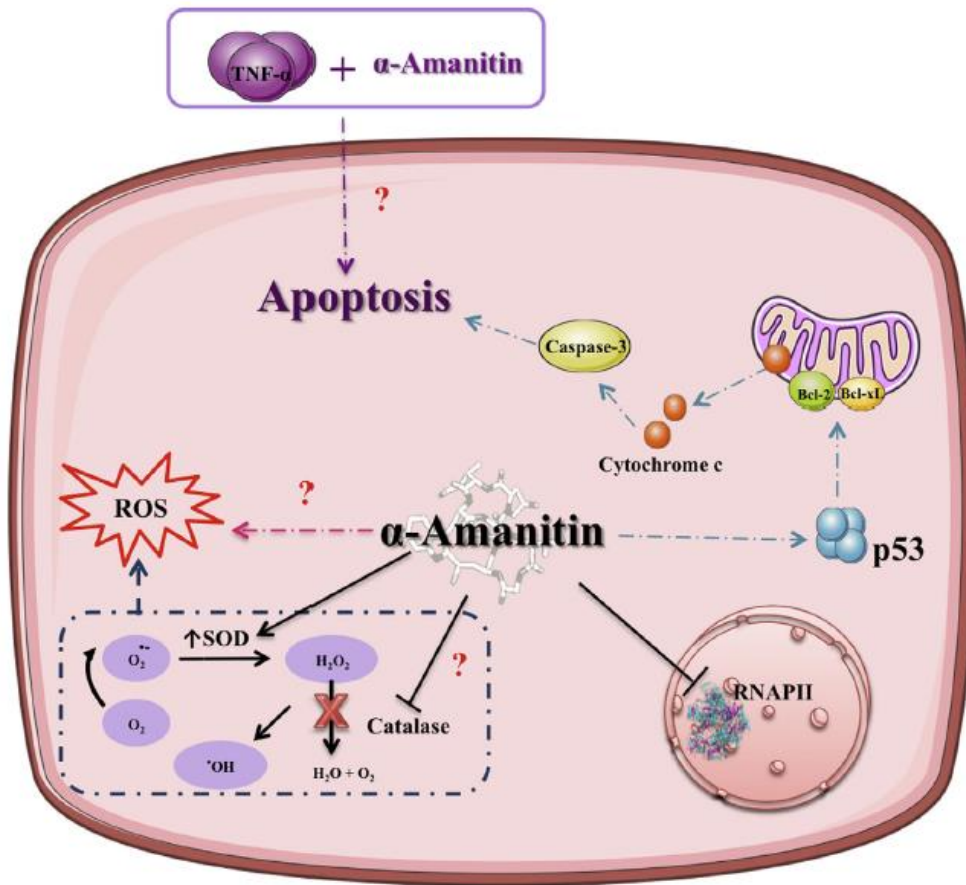 TNF-α + α-Amanitin
?
Apoptosis
Caspase-3
Bcl-2 Bcl-xL
Cytochrome c
ROS
?
α-Amanitin
p53
↑SOD
O₂•-
H₂O₂
?
RNAPII
O₂
Catalase
•OH
H₂O + O₂